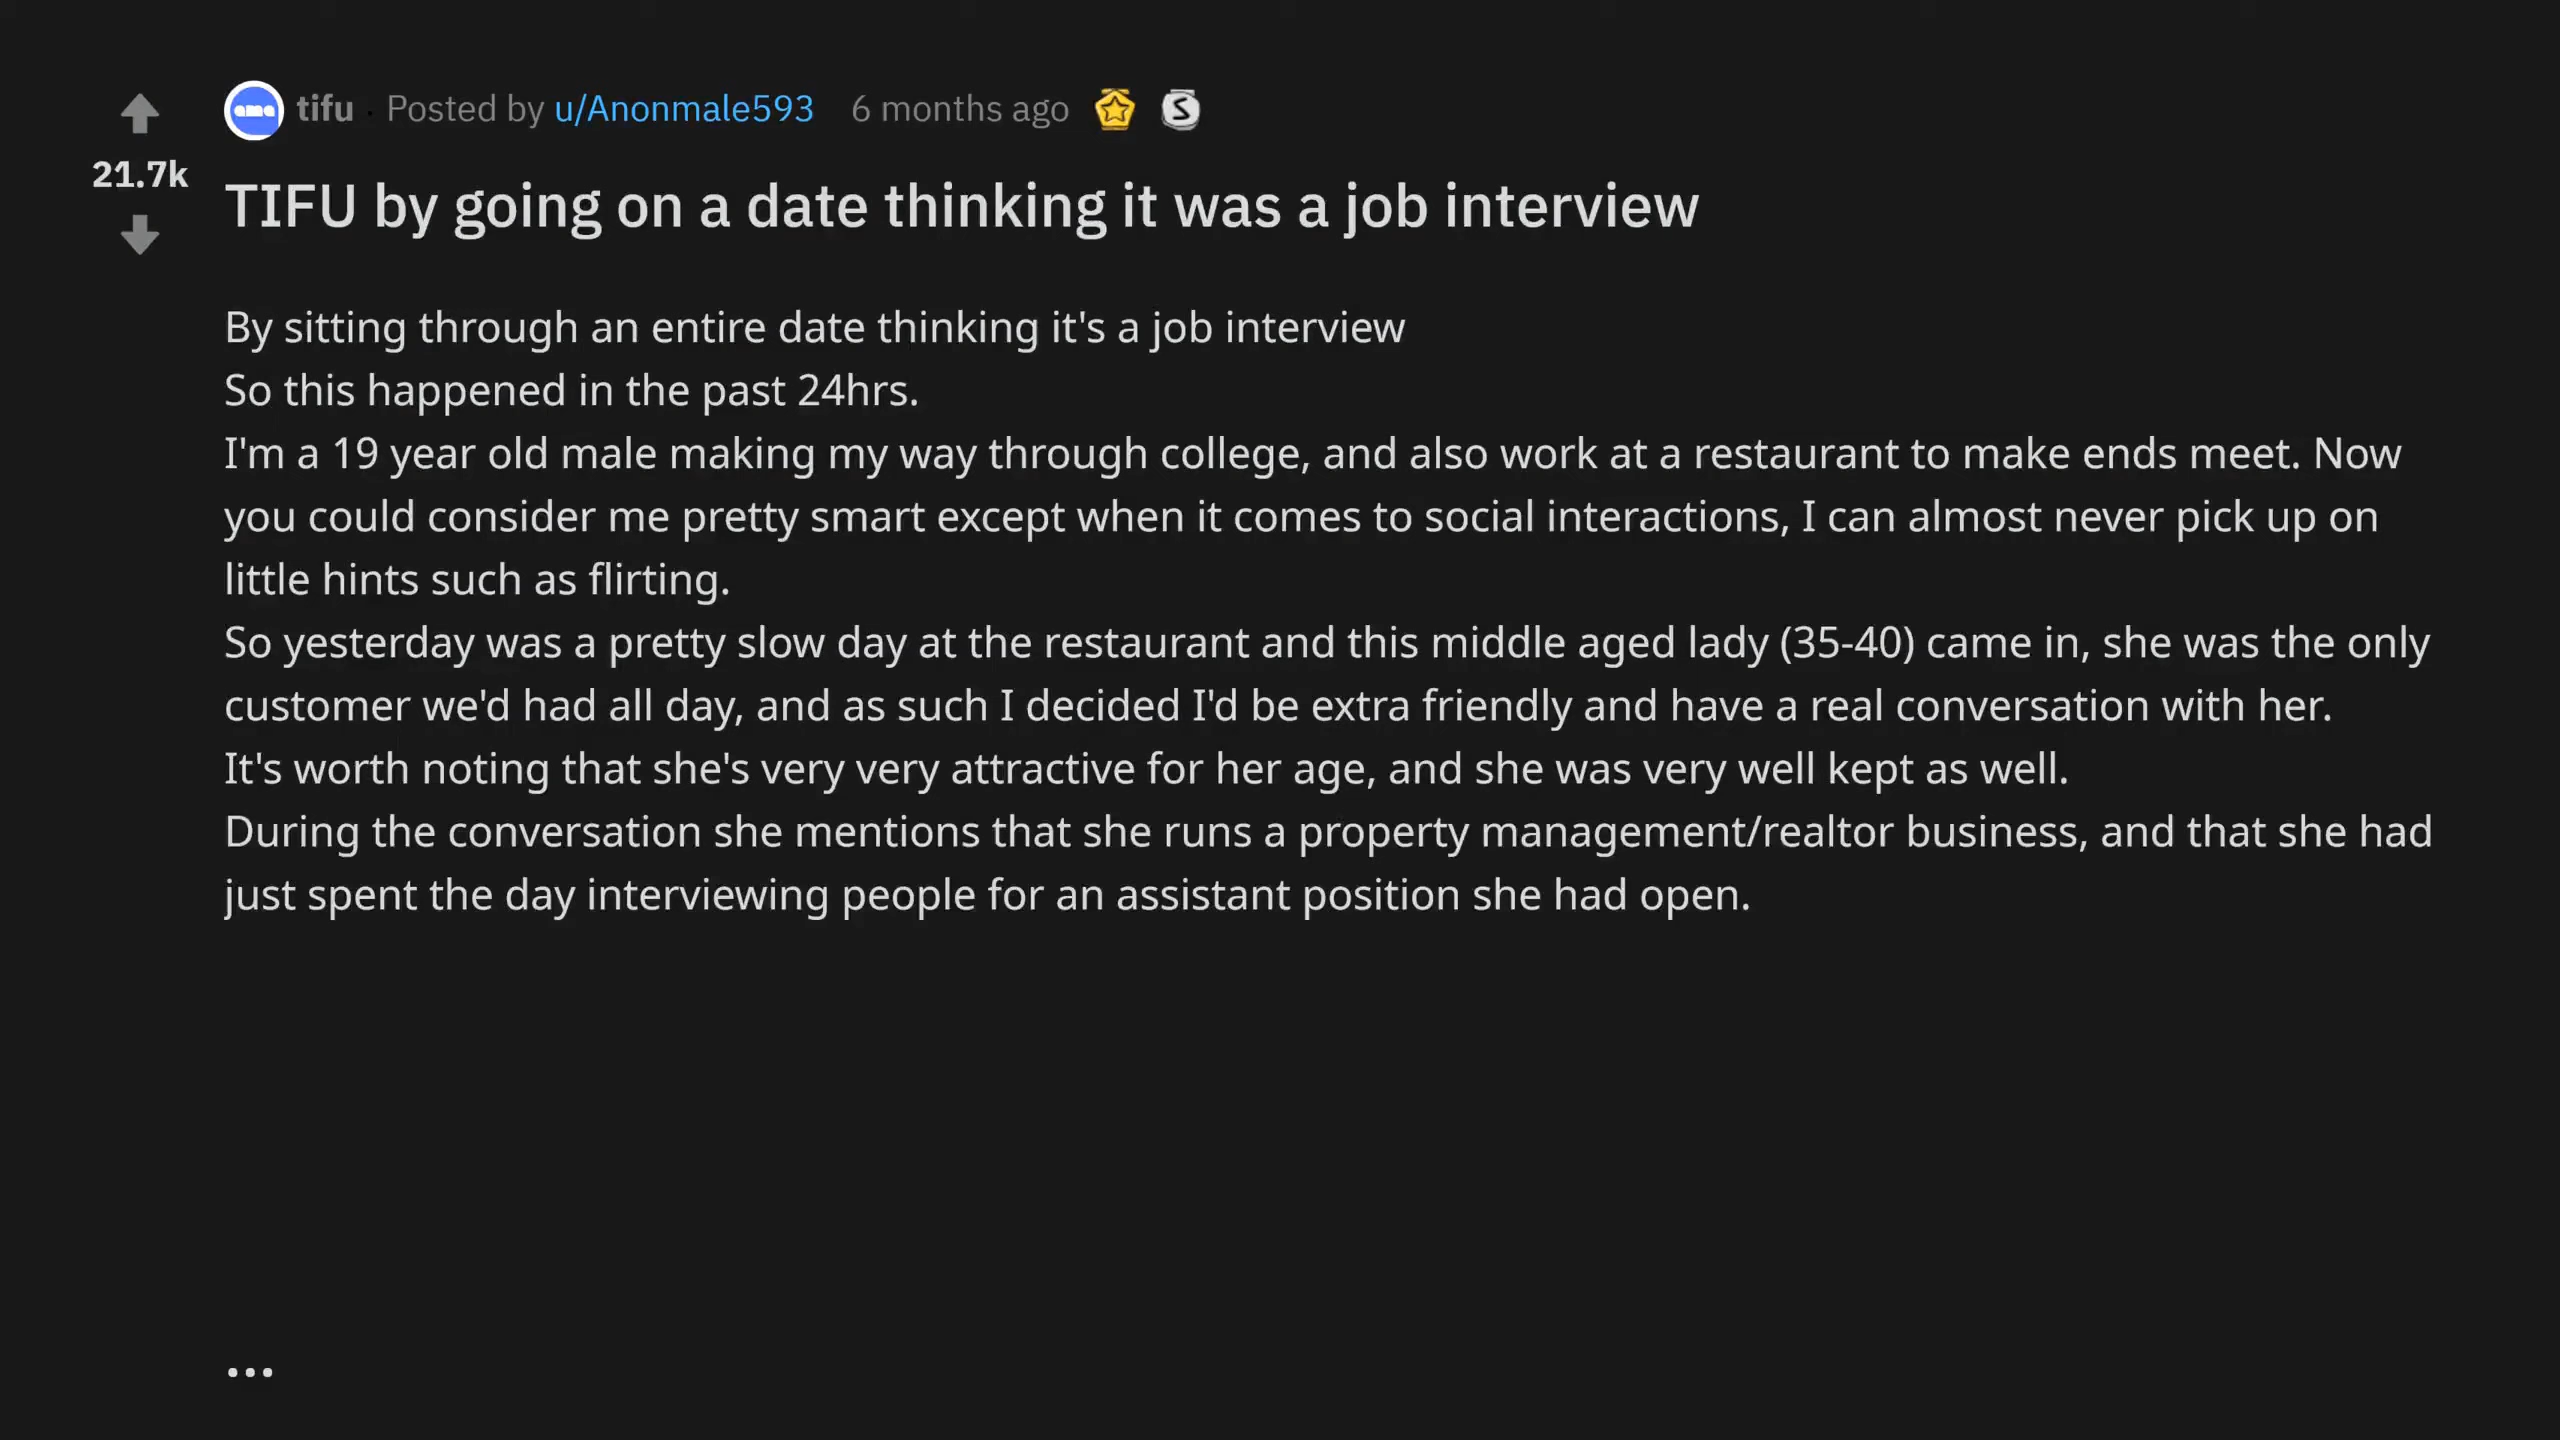 tifu · Posted by u/Anonmale593 6 months ago
21.7k
TIFU by going on a date thinking it was a job interview
By sitting through an entire date thinking it's a job interview
So this happened in the past 24hrs.
I'm a 19 year old male making my way through college, and also work at a restaurant to make ends meet. Now
you could consider me pretty smart except when it comes to social interactions, I can almost never pick up on
little hints such as flirting.
So yesterday was a pretty slow day at the restaurant and this middle aged lady (35-40) came in, she was the only
customer we'd had all day, and as such I decided I'd be extra friendly and have a real conversation with her.
It's worth noting that she's very very attractive for her age, and she was very well kept as well.
During the conversation she mentions that she runs a property management/realtor business, and that she had
just spent the day interviewing people for an assistant position she had open.
...